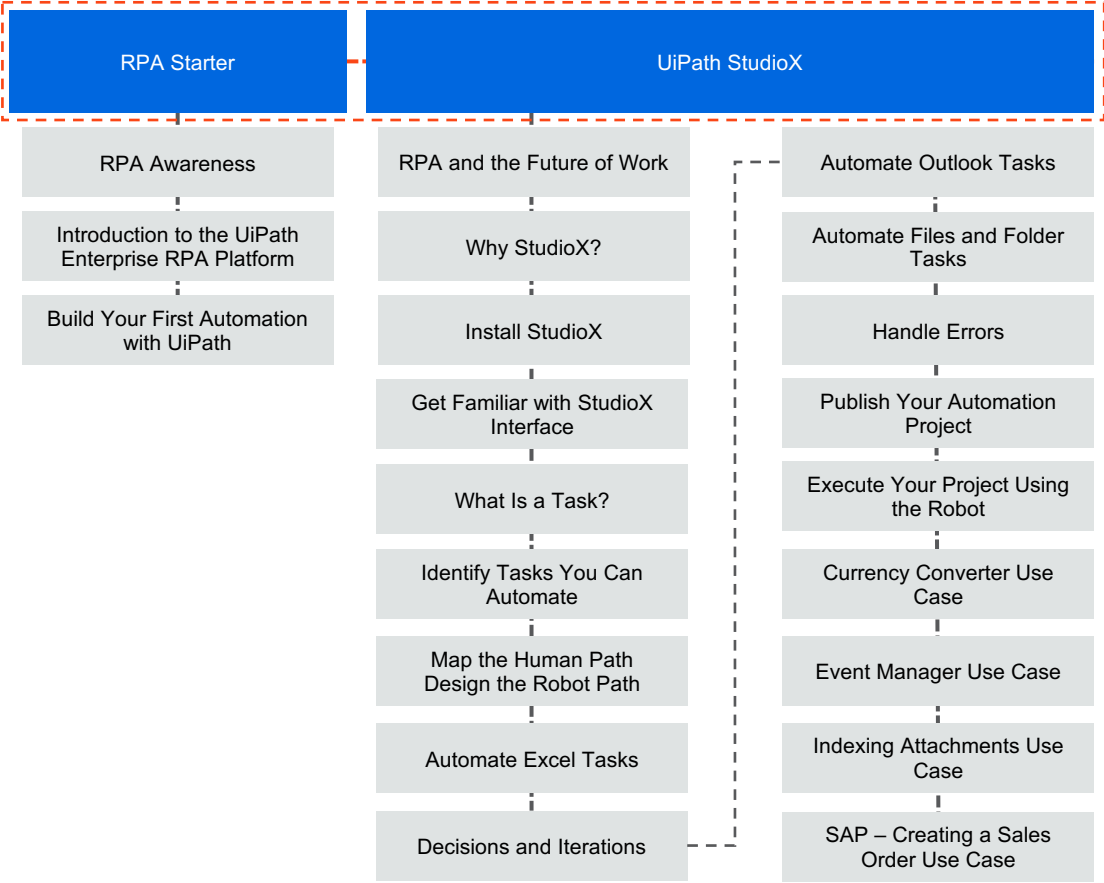 RPA Starter
UiPath StudioX
RPA Awareness
Introduction to the UiPath
Enterprise RPA Platform
Build Your First Automation
with UiPath
RPA and the Future of Work
Why StudioX?
Install StudioX
Get Familiar with StudioX
Interface
What Is a Task?
Identify Tasks You Can
Automate
Map the Human Path
Design the Robot Path
Automate Excel Tasks
Decisions and Iterations
Automate Outlook Tasks
Automate Files and Folder
Tasks
Handle Errors
Publish Your Automation
Project
Execute Your Project Using
the Robot
Currency Converter Use
Case
Event Manager Use Case
Indexing Attachments Use
Case
SAP – Creating a Sales
Order Use Case